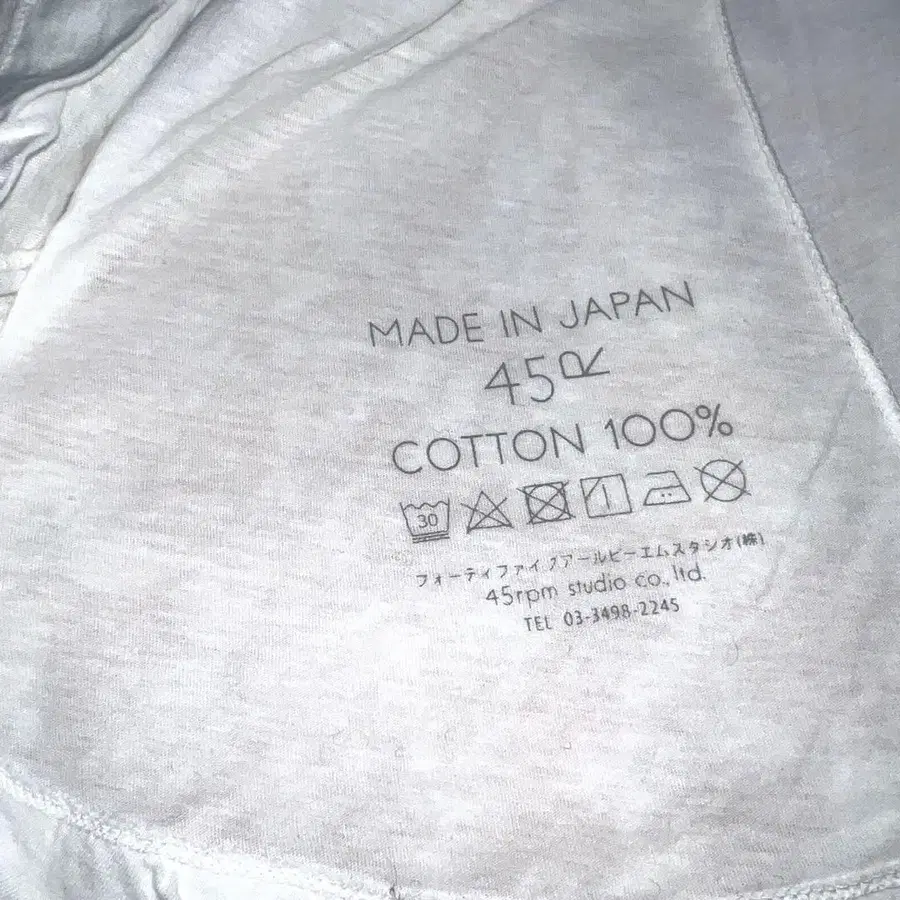 MADE IN JAPAN
45R
COTTON 100%
30
フォーティファイブアールピーエムスタジオ(株)
45rpm studio co., ltd.
TEL 03-3498-2245